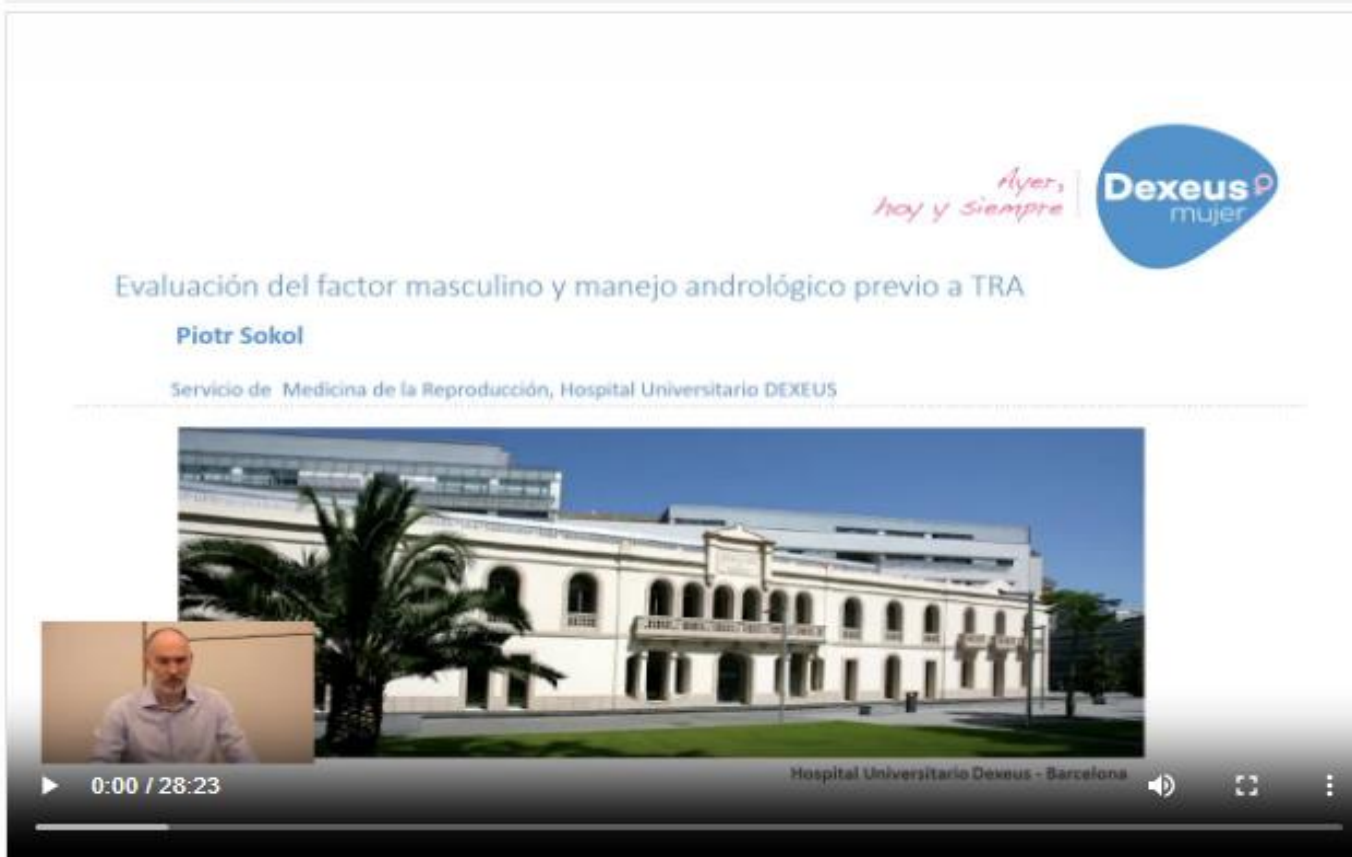 Ayer,
hoy y siempre
Dexeus
mujer
Evaluación del factor masculino y manejo andrológico previo a TRA
Piotr Sokol
Servicio de Medicina de la Reproducción, Hospital Universitario DEXEUS
Hospital Universitario Dexeus - Barcelona
0:00 / 28:23